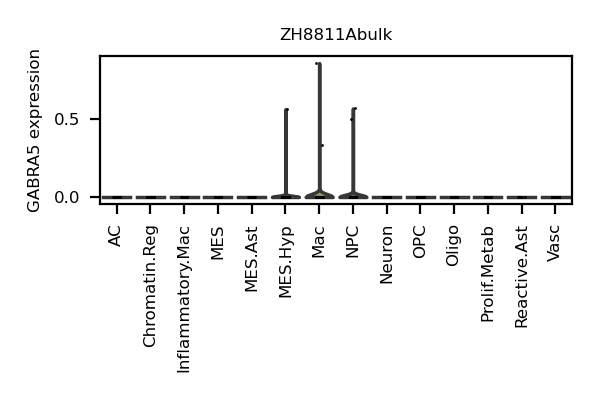 ZH8811Abulk
GABRA5 expression
0.5
0.0
AC
Chromatin.Reg
Inflammatory.Mac
MES
MES.Ast
MES.Hyp
Mac
NPC
Neuron
OPC
Oligo
Prolif.Metab
Reactive.Ast
Vasc